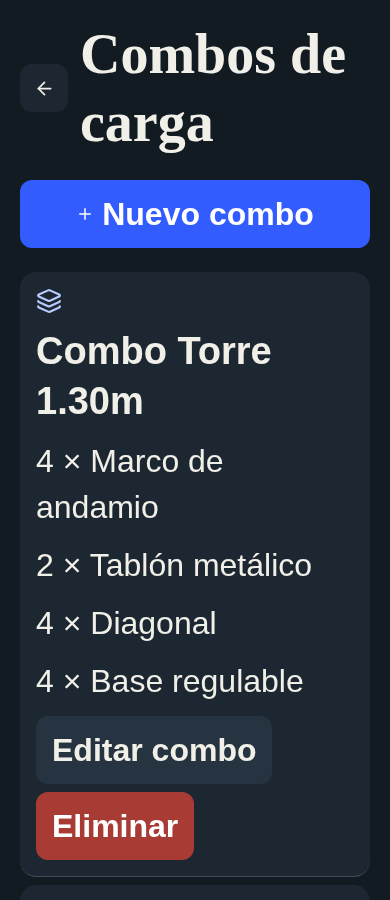 Combos de
carga
+ Nuevo combo
Combo Torre
1.30m
4 × Marco de
andamio
2 × Tablón metálico
4 × Diagonal
4 × Base regulable
Editar combo
Eliminar